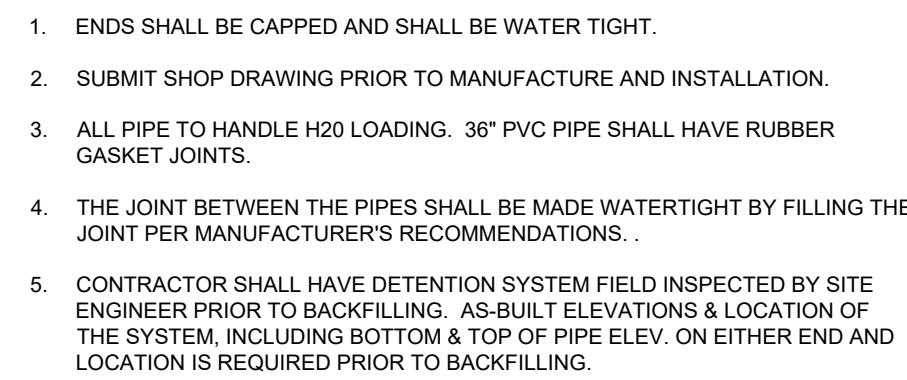 1. ENDS SHALL BE CAPPED AND SHALL BE WATER TIGHT.
2. SUBMIT SHOP DRAWING PRIOR TO MANUFACTURE AND INSTALLATION.
3. ALL PIPE TO HANDLE H20 LOADING. 36" PVC PIPE SHALL HAVE RUBBER
GASKET JOINTS.
4. THE JOINT BETWEEN THE PIPES SHALL BE MADE WATERTIGHT BY FILLING THE
JOINT PER MANUFACTURER'S RECOMMENDATIONS. .
5. CONTRACTOR SHALL HAVE DETENTION SYSTEM FIELD INSPECTED BY SITE
ENGINEER PRIOR TO BACKFILLING. AS-BUILT ELEVATIONS & LOCATION OF
THE SYSTEM, INCLUDING BOTTOM & TOP OF PIPE ELEV. ON EITHER END AND
LOCATION IS REQUIRED PRIOR TO BACKFILLING.